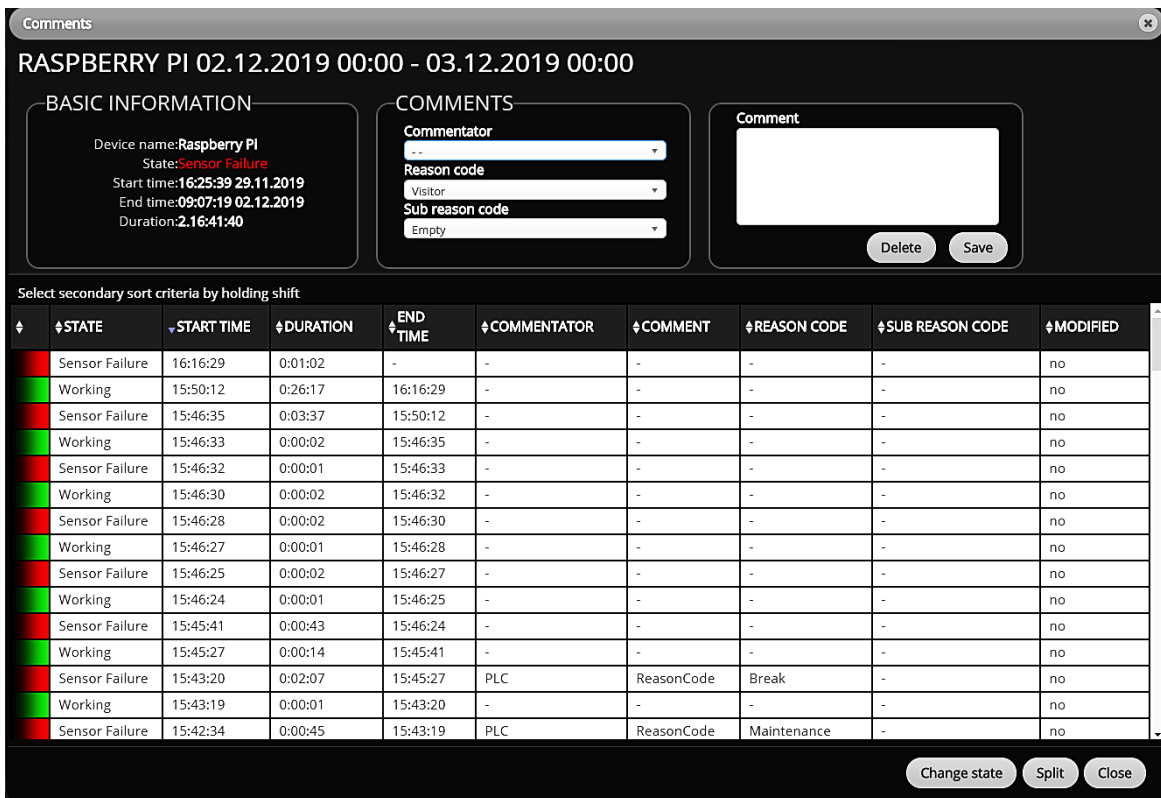 Comments
RASPBERRY PI 02.12.2019 00:00 - 03.12.2019 00:00
BASIC INFORMATION
Device name:Raspberry Pi
State:Sensor Failure
Start time:16:25:39 29.11.2019
End time:09:07:19 02.12.2019
Duration:2.16:41:40
COMMENTS
Commentator
- -
Reason code
Visitor
Sub reason code
Empty
Comment
Delete Save
Select secondary sort criteria by holding shift
STATE START TIME DURATION END TIME COMMENTATOR COMMENT REASON CODE SUB REASON CODE MODIFIED
Sensor Failure 16:16:29 0:01:02 - - - - - no
Working 15:50:12 0:26:17 16:16:29 - - - - no
Sensor Failure 15:46:35 0:03:37 15:50:12 - - - - no
Working 15:46:33 0:00:02 15:46:35 - - - - no
Sensor Failure 15:46:32 0:00:01 15:46:33 - - - - no
Working 15:46:30 0:00:02 15:46:32 - - - - no
Sensor Failure 15:46:28 0:00:02 15:46:30 - - - - no
Working 15:46:27 0:00:01 15:46:28 - - - - no
Sensor Failure 15:46:25 0:00:02 15:46:27 - - - - no
Working 15:46:24 0:00:01 15:46:25 - - - - no
Sensor Failure 15:45:41 0:00:43 15:46:24 - - - - no
Working 15:45:27 0:00:14 15:45:41 - - - - no
Sensor Failure 15:43:20 0:02:07 15:45:27 PLC ReasonCode Break - no
Working 15:43:19 0:00:01 15:43:20 - - - - no
Sensor Failure 15:42:34 0:00:45 15:43:19 PLC ReasonCode Maintenance - no
Change state Split Close